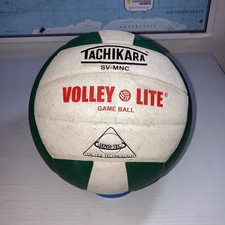 TACHIKARA
SV-MNC
VOLLEY LITE®
GAME BALL
SENSI-TEC